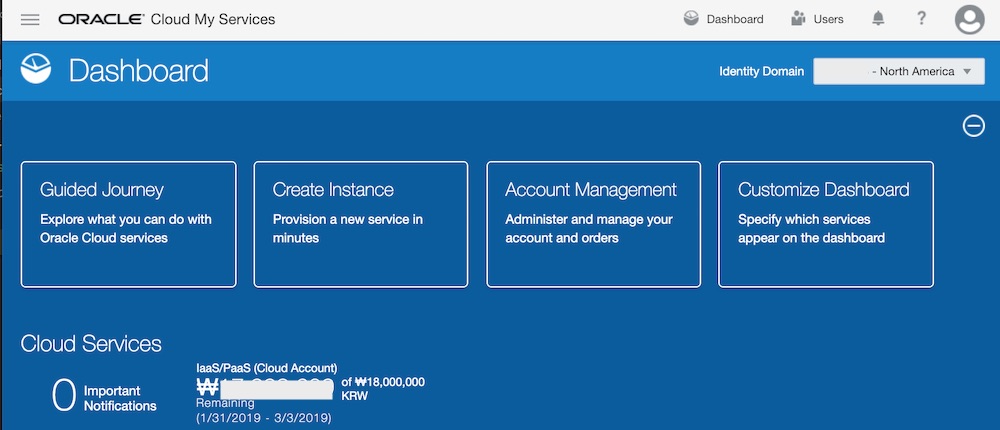 ORACLE® Cloud My Services
Dashboard
Users
?
Dashboard
Identity Domain
- North America
Guided Journey
Explore what you can do with
Oracle Cloud services
Create Instance
Provision a new service in
minutes
Account Management
Administer and manage your
account and orders
Customize Dashboard
Specify which services
appear on the dashboard
Cloud Services
0
Important
Notifications
IaaS/PaaS (Cloud Account)
₩
of ₩18,000,000
KRW
Remaining
(1/31/2019 - 3/3/2019)